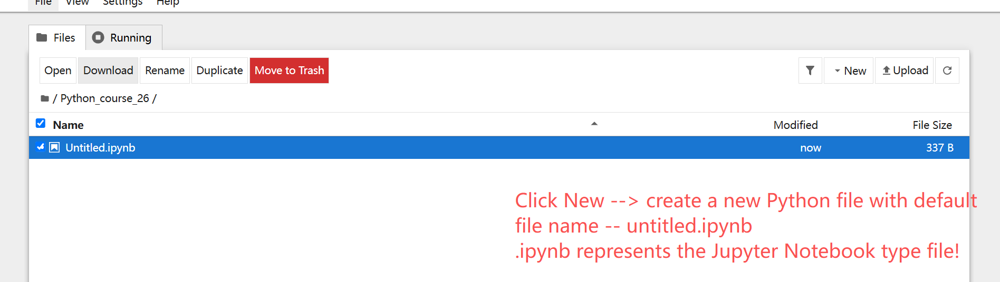 File View Settings Help
Files Running
Open Download Rename Duplicate Move to Trash New Upload
/ Python_course_26 /
Name Modified File Size
Untitled.ipynb now 337 B
Click New --> create a new Python file with default
file name -- untitled.ipynb
.ipynb represents the Jupyter Notebook type file!